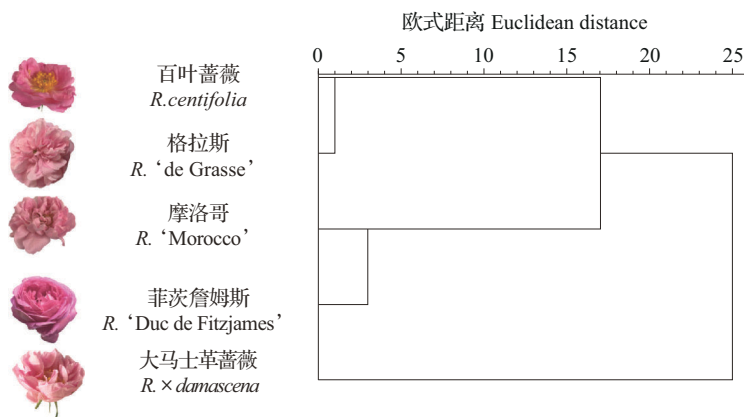 欧式距离 Euclidean distance
0 5 10 15 20 25
百叶蔷薇
R.centifolia
格拉斯
R. ‘de Grasse’
摩洛哥
R. ‘Morocco’
菲茨詹姆斯
R. ‘Duc de Fitzjames’
大马士革蔷薇
R. × damascena